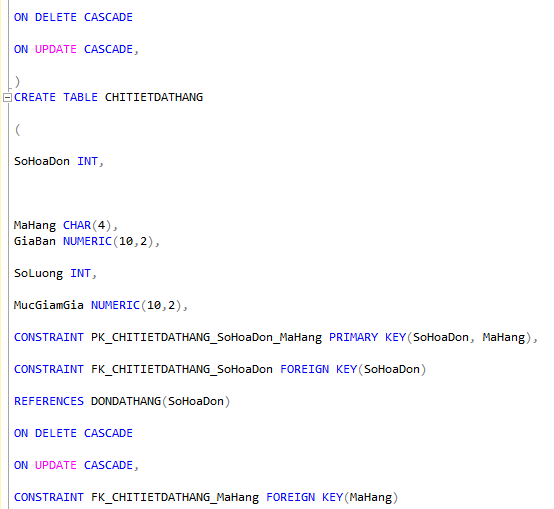 ON DELETE CASCADE
ON UPDATE CASCADE,
)
CREATE TABLE CHITIETDATHANG
(
SoHoaDon INT,
MaHang CHAR(4),
GiaBan NUMERIC(10,2),
SoLuong INT,
MucGiamGia NUMERIC(10,2),
CONSTRAINT PK_CHITIETDATHANG_SoHoaDon_MaHang PRIMARY KEY(SoHoaDon, MaHang),
CONSTRAINT FK_CHITIETDATHANG_SoHoaDon FOREIGN KEY(SoHoaDon)
REFERENCES DONDATHANG(SoHoaDon)
ON DELETE CASCADE
ON UPDATE CASCADE,
CONSTRAINT FK_CHITIETDATHANG_MaHang FOREIGN KEY(MaHang)